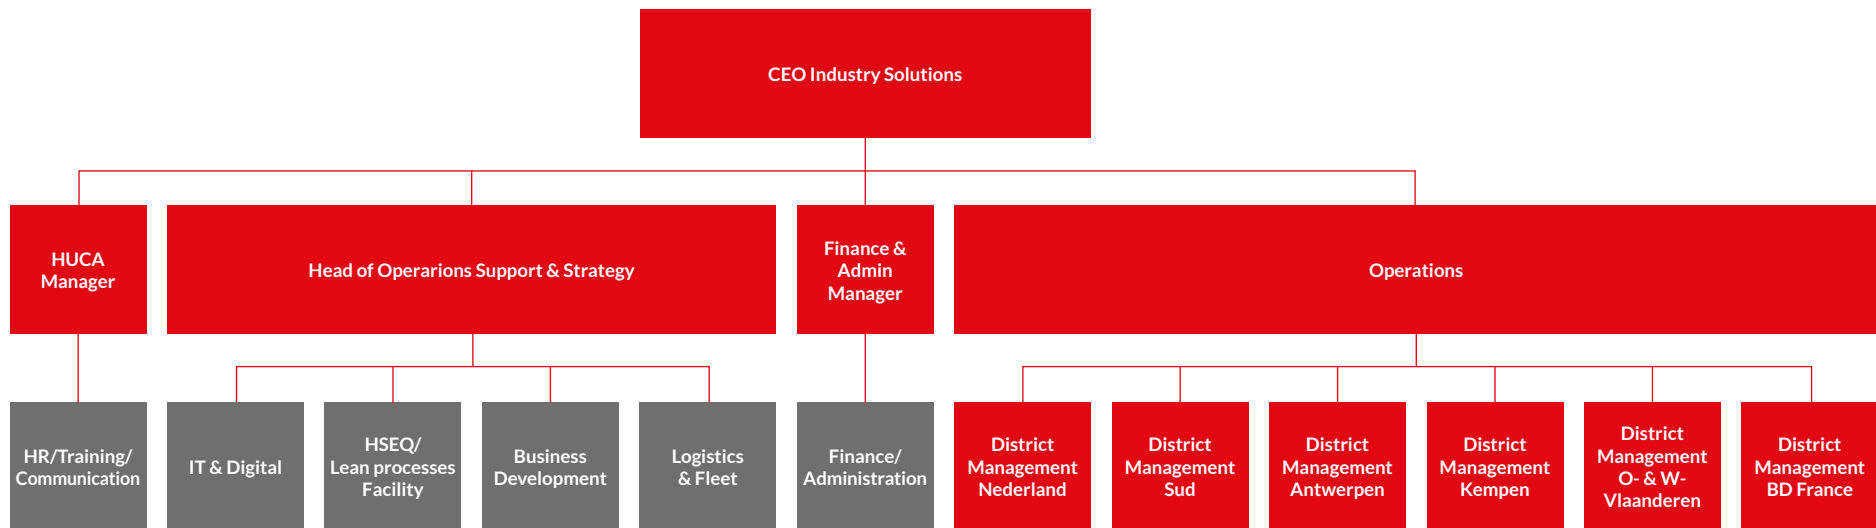 CEO Industry Solutions
HUCA
Manager
Head of Operarions Support & Strategy
Finance &
Admin
Manager
Operations
HR/Training/
Communication
IT & Digital
HSEQ/
Lean processes
Facility
Business
Development
Logistics
& Fleet
Finance/
Administration
District
Management
Nederland
District
Management
Sud
District
Management
Antwerpen
District
Management
Kempen
District
Management
O- & W-
Vlaanderen
District
Management
BD France